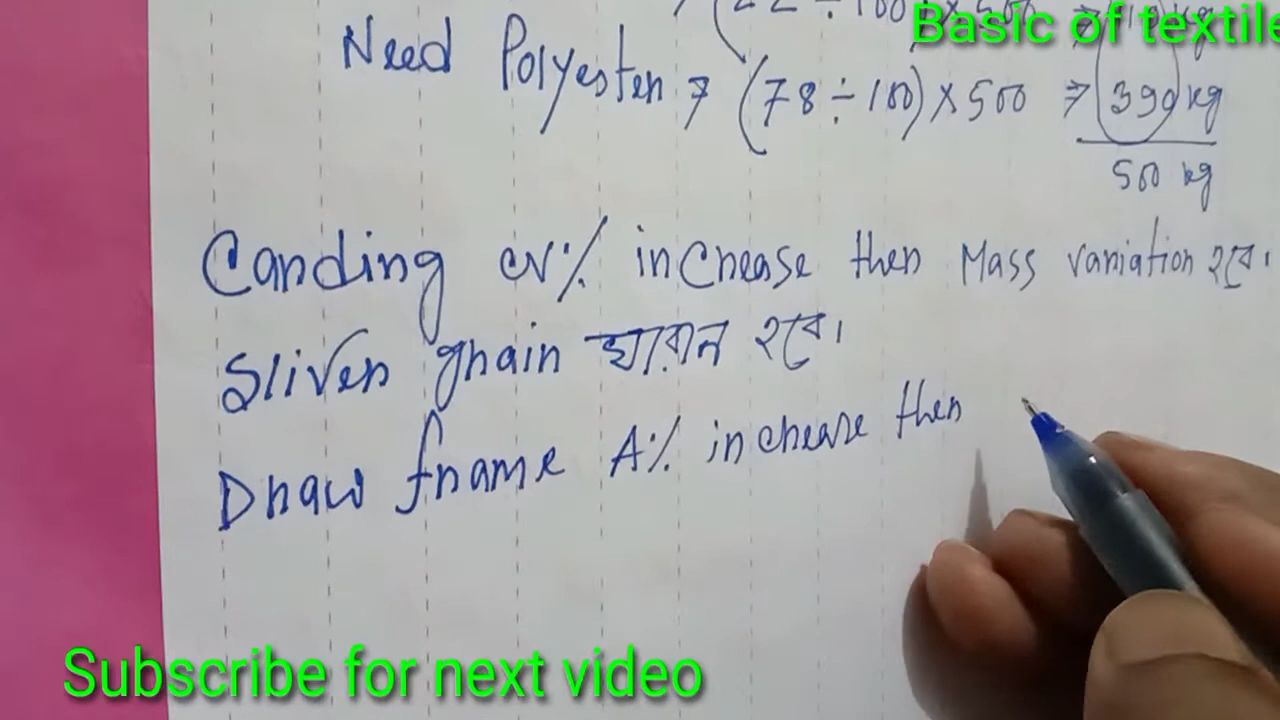 Basic of textile
Need Polyester → (78 ÷ 100) × 500 ⇒ 390 kg
500 kg
Carding CV% increase then Mass variation হবে।
Sliver grain খারাপ হবে।
Draw frame A% increase then
Subscribe for next video